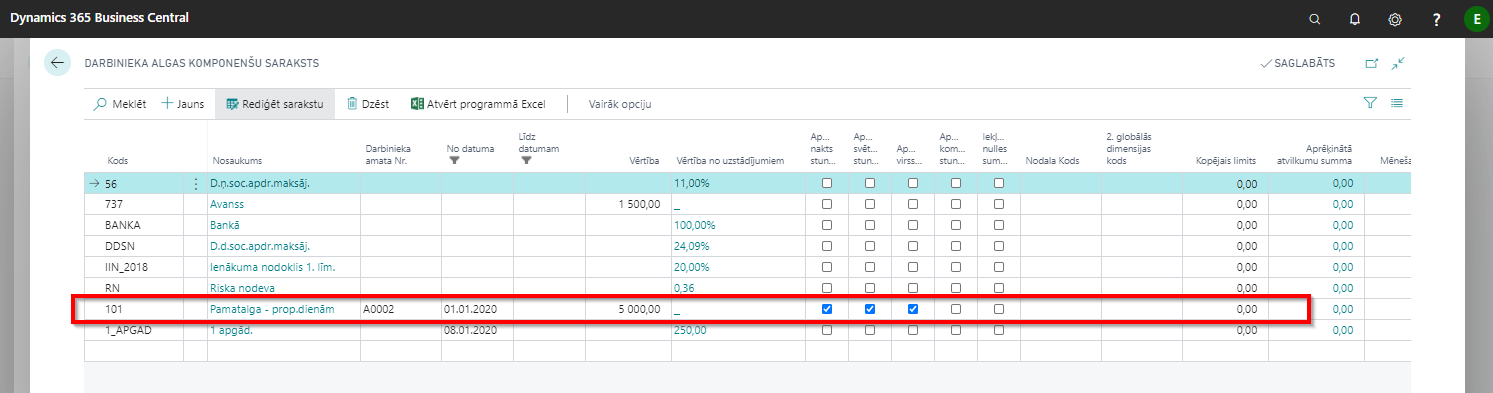 Dynamics 365 Business Central
? E
DARBINIEKA ALGAS KOMPONENŠU SARAKSTS SAGLABĀTS
Meklēt Jauns Rediģēt sarakstu Dzēst Atvērt programmā Excel Vairāk opciju
Kods Nosaukums Darbinieka amata Nr. No datuma Līdz datumam Vērtība Vērtība no uzstādījumiem Ap... nakts stun... Ap... svēt... stun... Ap... virss... Ap... kom... stun... Iekļ... nulles sum... Nodala Kods 2. globālās dimensijas kods Kopējais limits Aprēķinātā atvilkumu summa Mēneša
56 D.ņ.soc.apdr.maksāj. 11,00% 0,00 0,00
737 Avanss 1 500,00 _ 0,00 0,00
BANKA Bankā 100,00% 0,00 0,00
DDSN D.d.soc.apdr.maksāj. 24,09% 0,00 0,00
IIN_2018 Ienākuma nodoklis 1. līm. 20,00% 0,00 0,00
RN Riska nodeva 0,36 0,00 0,00
101 Pamatalga - prop.dienām A0002 01.01.2020 5 000,00 _ 0,00 0,00
1_APGAD 1 apgād. 08.01.2020 250,00 0,00 0,00